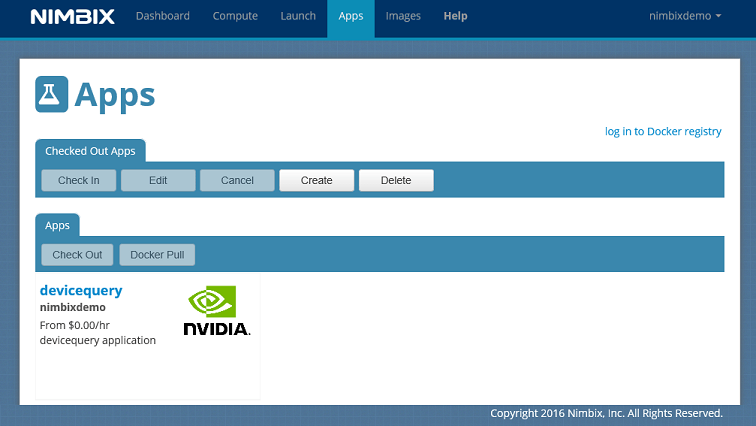 NIMBIX Dashboard Compute Launch Apps Images Help nimbixdemo
Apps
log in to Docker registry
Checked Out Apps
Check In Edit Cancel Create Delete
Apps
Check Out Docker Pull
devicequery
nimbixdemo
From $0.00/hr
devicequery application
NVIDIA.
Copyright 2016 Nimbix, Inc. All Rights Reserved.